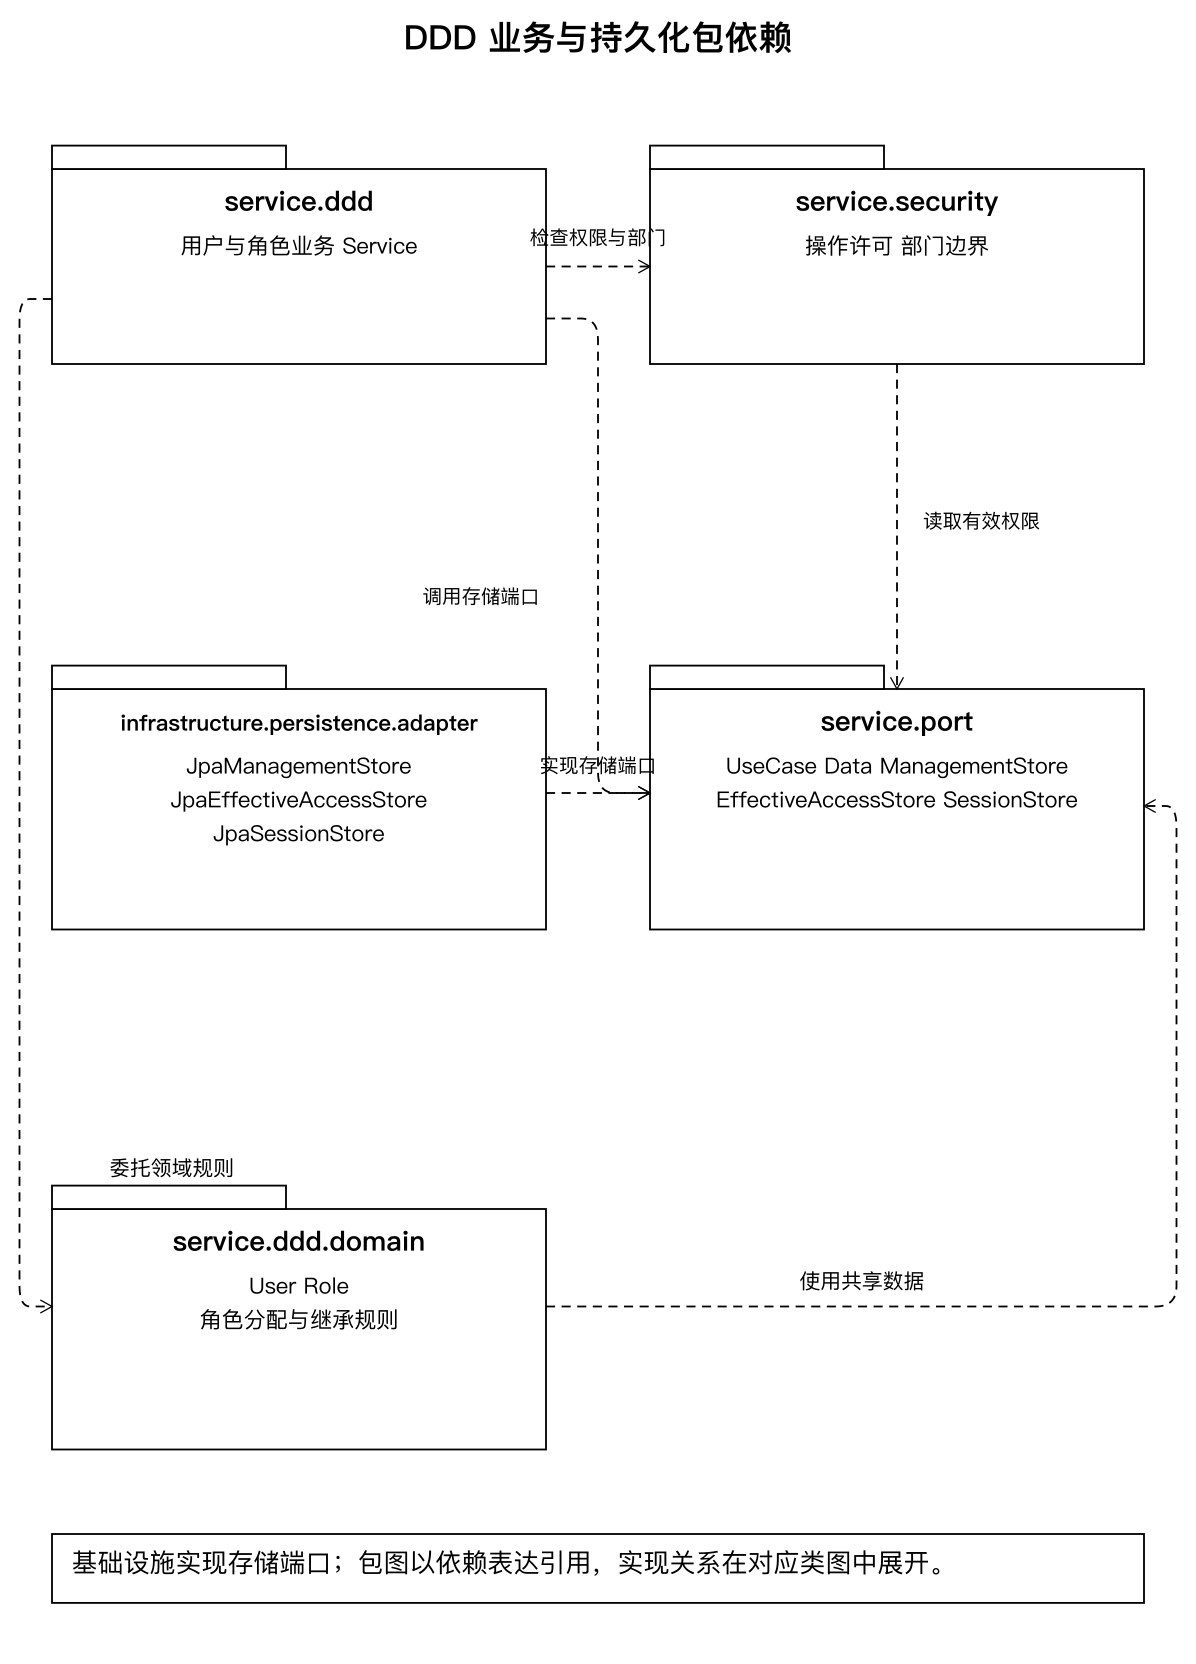 DDD 业务与持久化包依赖
service.ddd
用户与角色业务 Service
检查权限与部门
service.security
操作许可 部门边界
读取有效权限
调用存储端口
infrastructure.persistence.adapter
JpaManagementStore
JpaEffectiveAccessStore
JpaSessionStore
实现存储端口
service.port
UseCase Data ManagementStore
EffectiveAccessStore SessionStore
委托领域规则
service.ddd.domain
User Role
角色分配与继承规则
使用共享数据
基础设施实现存储端口；包图以依赖表达引用，实现关系在对应类图中展开。